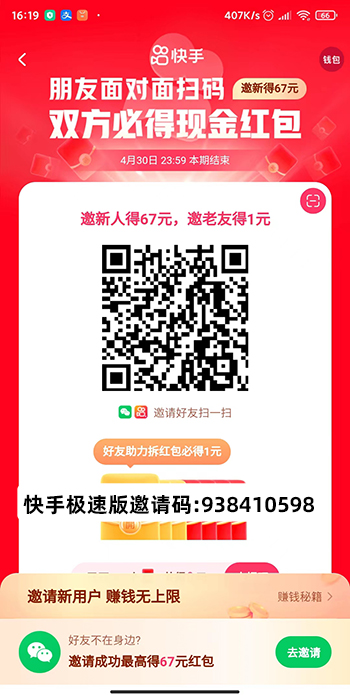 16:19
407K/s
66
快手
钱包
朋友面对面扫码
邀新得67元
双方必得现金红包
4月30日 23:59 本期结束
邀新人得67元，邀老友得1元
邀请好友扫一扫
好友助力拆红包必得1元
快手极速版邀请码:938410598
邀请新用户 赚钱无上限
赚钱秘籍
好友不在身边?
邀请成功最高得67元红包
去邀请